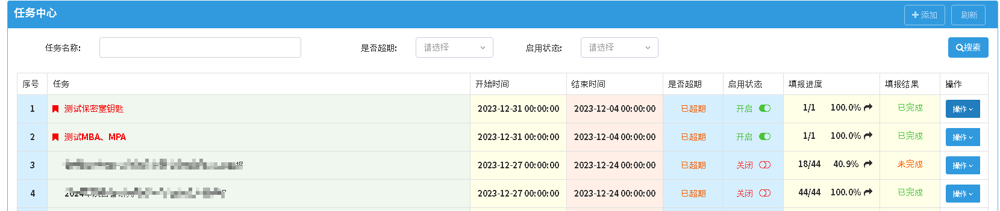 任务中心 添加 刷新
任务名称: 是否超期: 请选择 启用状态: 请选择 搜索
序号 任务 开始时间 结束时间 是否超期 启用状态 填报进度 填报结果 操作
1 测试保密室钥匙 2023-12-31 00:00:00 2023-12-04 00:00:00 已超期 开启 1/1 100.0% 已完成 操作
2 测试MBA、MPA 2023-12-31 00:00:00 2023-12-04 00:00:00 已超期 开启 1/1 100.0% 已完成 操作
3 报 2023-12-27 00:00:00 2023-12-24 00:00:00 已超期 关闭 18/44 40.9% 未完成 操作
4 2023-12-27 00:00:00 2023-12-24 00:00:00 已超期 关闭 44/44 100.0% 已完成 操作